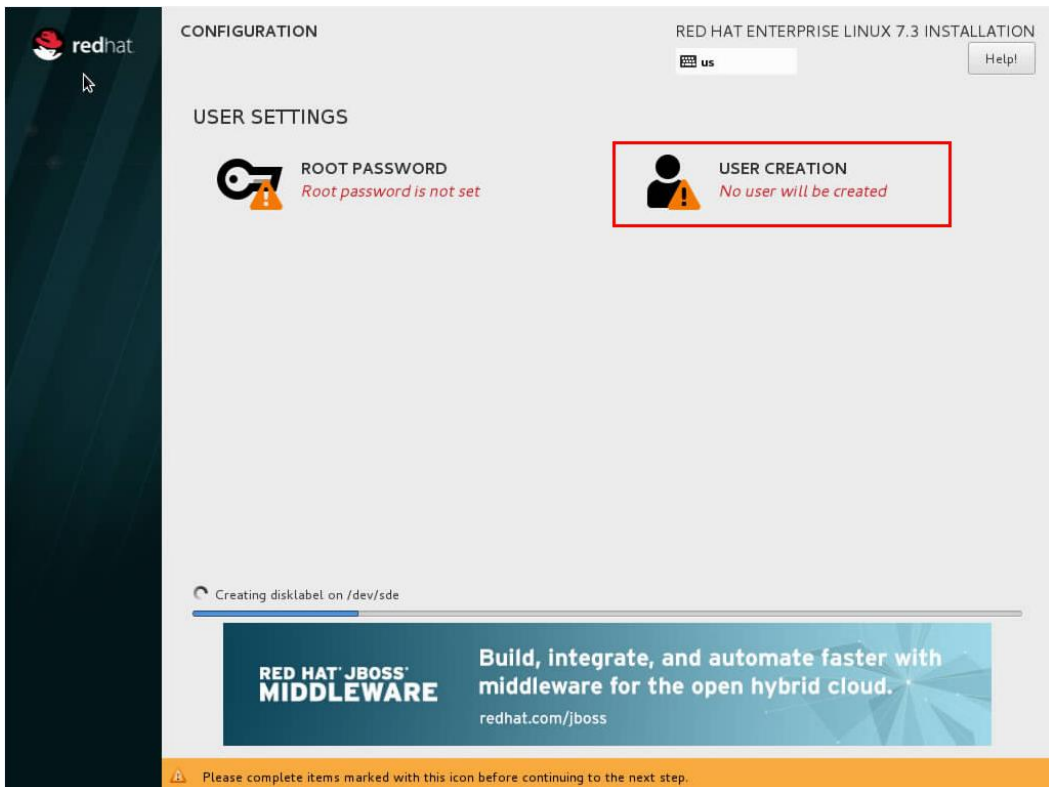 redhat
CONFIGURATION
RED HAT ENTERPRISE LINUX 7.3 INSTALLATION
us
Help!
USER SETTINGS
ROOT PASSWORD
Root password is not set
USER CREATION
No user will be created
Creating disklabel on /dev/sde
RED HAT JBOSS
MIDDLEWARE
Build, integrate, and automate faster with
middleware for the open hybrid cloud.
redhat.com/jboss
Please complete items marked with this icon before continuing to the next step.